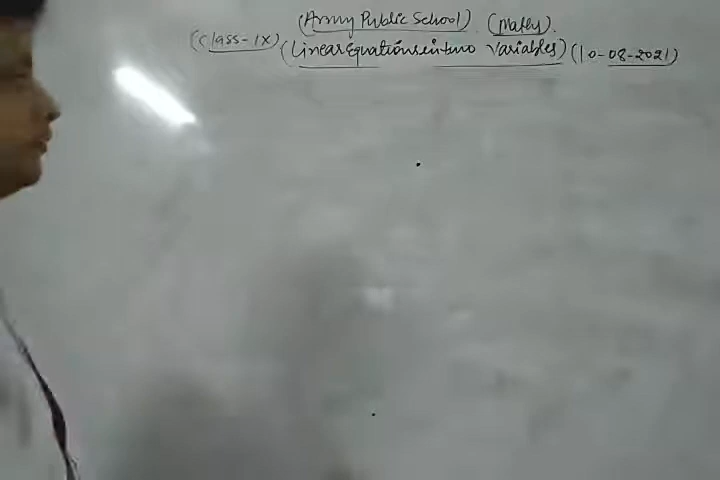 (Army Public School) (Maths).
(Class-IX) (Linear Equations in two Variables) (10-08-2021)